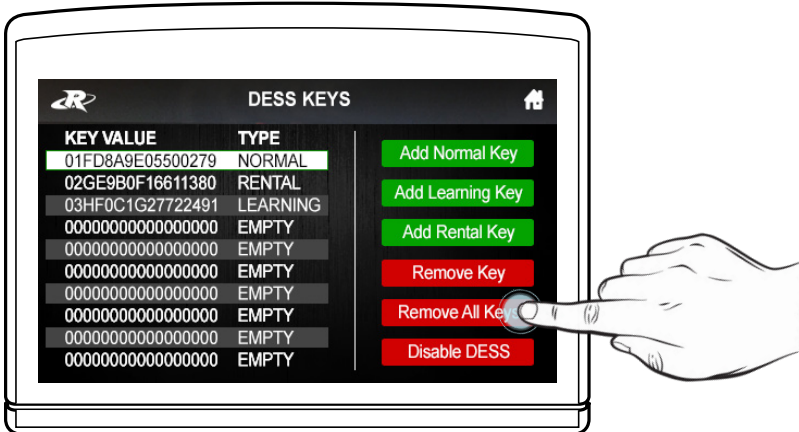 R
DESS KEYS
KEY VALUE TYPE
01FD8A9E05500279 NORMAL
02GE9B0F16611380 RENTAL
03HF0C1G27722491 LEARNING
0000000000000000 EMPTY
0000000000000000 EMPTY
0000000000000000 EMPTY
0000000000000000 EMPTY
0000000000000000 EMPTY
0000000000000000 EMPTY
0000000000000000 EMPTY
Add Normal Key
Add Learning Key
Add Rental Key
Remove Key
Remove All Keys
Disable DESS